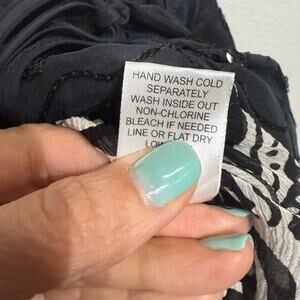 HAND WASH COLD
SEPARATELY
WASH INSIDE OUT
NON-CHLORINE
BLEACH IF NEEDED
LINE OR FLAT DRY